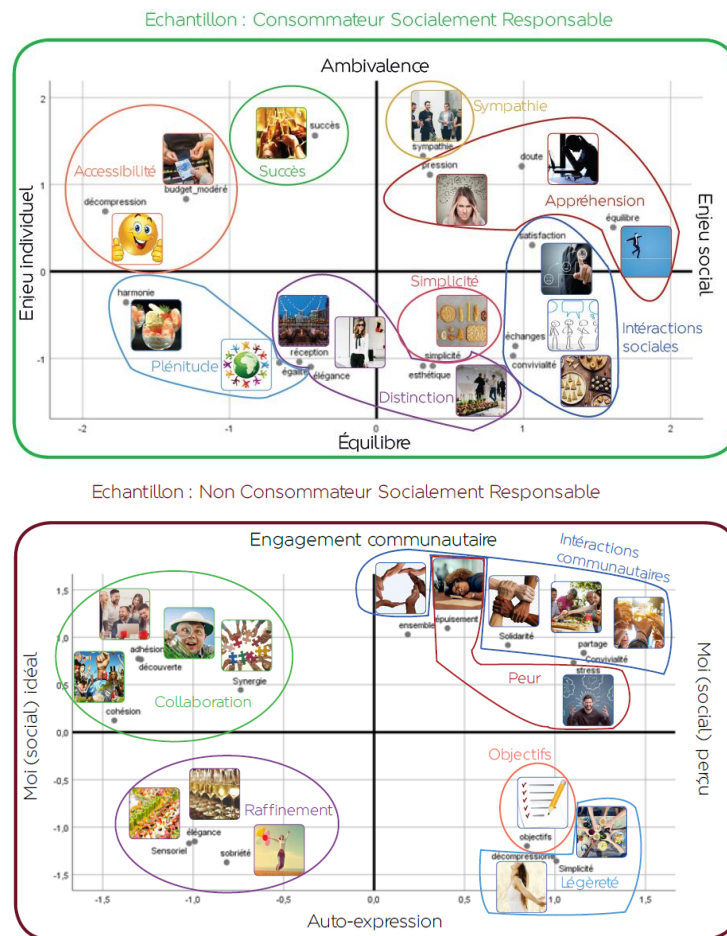 Echantillon : Consommateur Socialement Responsable
Ambivalence
2
Sympathie
succès
sympathie
pression
doute
Accessibilité
Succès
1
budget_modéré
décompression
Appréhension
équilibre
satisfaction
Enjeu individuel
Enjeu social
0
harmonie
Simplicité
Intéractions
sociales
échanges
réception
simplicité
convivialité
-1
Plénitude
égalité
élégance
esthétique
Distinction
-2
-1
0
1
2
Équilibre
Echantillon : Non Consommateur Socialement Responsable
Engagement communautaire
Intéractions
communautaires
1,5
ensemble
épuisement
1,0
adhésion
découverte
Solidarité
partage
Convivialité
stress
Synergie
Peur
0,5
cohésion
Collaboration
Moi (social) idéal
Moi (social) perçu
0,0
Objectifs
-0,5
Raffinement
-1,0
élégance
Sensoriel
objectifs
sobriété
décompression
Simplicité
-1,5
Légèreté
-1,5
-1,0
-0,5
0,0
0,5
1,0
1,5
Auto-expression